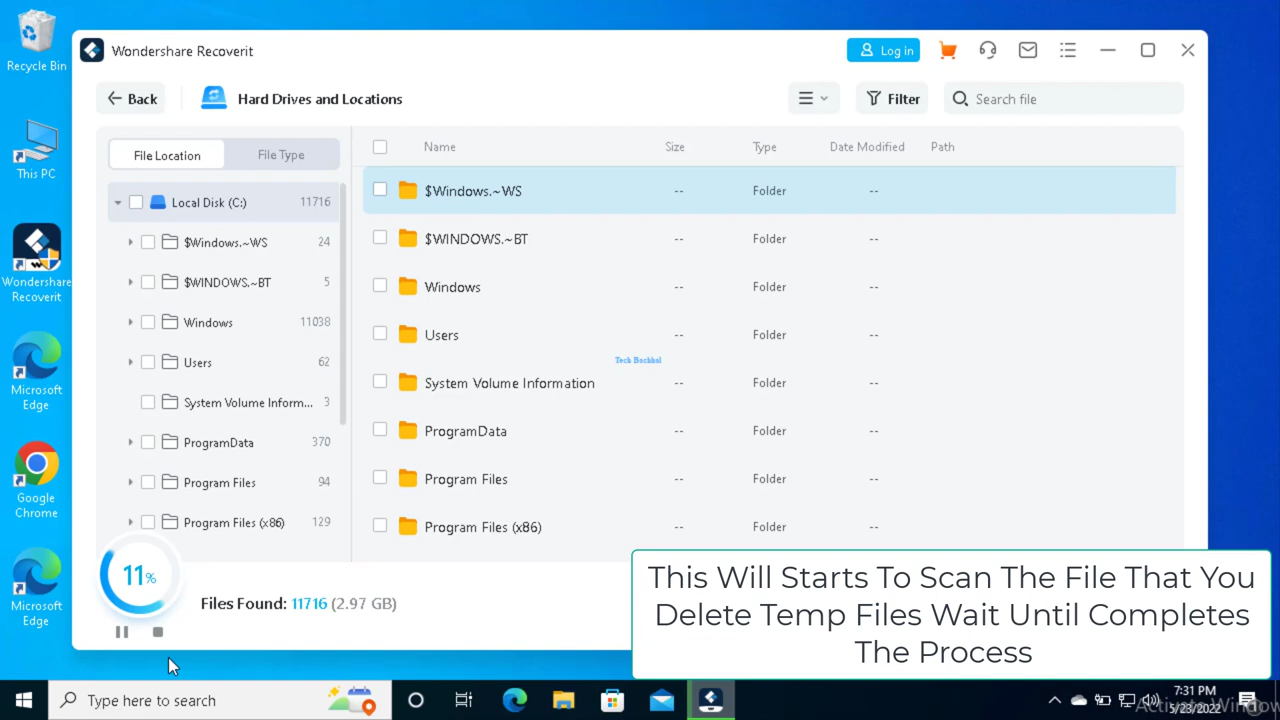 Recycle Bin
This PC
Wondershare
Recoverit
Microsoft
Edge
Google
Chrome
Microsoft
Edge
Wondershare Recoverit
Log in
Back
Hard Drives and Locations
Filter
Search file
File Location
File Type
Local Disk (C:) 11716
$Windows.~WS 24
$WINDOWS.~BT 5
Windows 11038
Users 62
System Volume Inform... 3
ProgramData 370
Program Files 94
Program Files (x86) 129
Name Size Type Date Modified Path
$Windows.~WS -- Folder --
$WINDOWS.~BT -- Folder --
Windows -- Folder --
Users -- Folder --
System Volume Information -- Folder --
ProgramData -- Folder --
Program Files -- Folder --
Program Files (x86) -- Folder --
11%
Files Found: 11716 (2.97 GB)
This Will Starts To Scan The File That You
Delete Temp Files Wait Until Completes
The Process
Type here to search
7:31 PM
5/23/2022